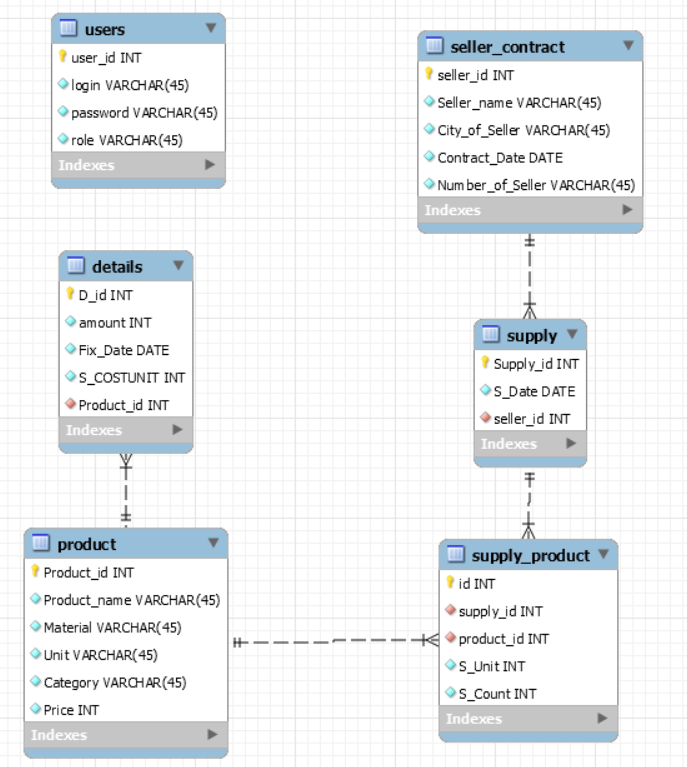 users
user_id INT
login VARCHAR(45)
password VARCHAR(45)
role VARCHAR(45)
Indexes
seller_contract
seller_id INT
Seller_name VARCHAR(45)
City_of_Seller VARCHAR(45)
Contract_Date DATE
Number_of_Seller VARCHAR(45)
Indexes
details
D_id INT
amount INT
Fix_Date DATE
S_COSTUNIT INT
Product_id INT
Indexes
supply
Supply_id INT
S_Date DATE
seller_id INT
Indexes
product
Product_id INT
Product_name VARCHAR(45)
Material VARCHAR(45)
Unit VARCHAR(45)
Category VARCHAR(45)
Price INT
Indexes
supply_product
id INT
supply_id INT
product_id INT
S_Unit INT
S_Count INT
Indexes